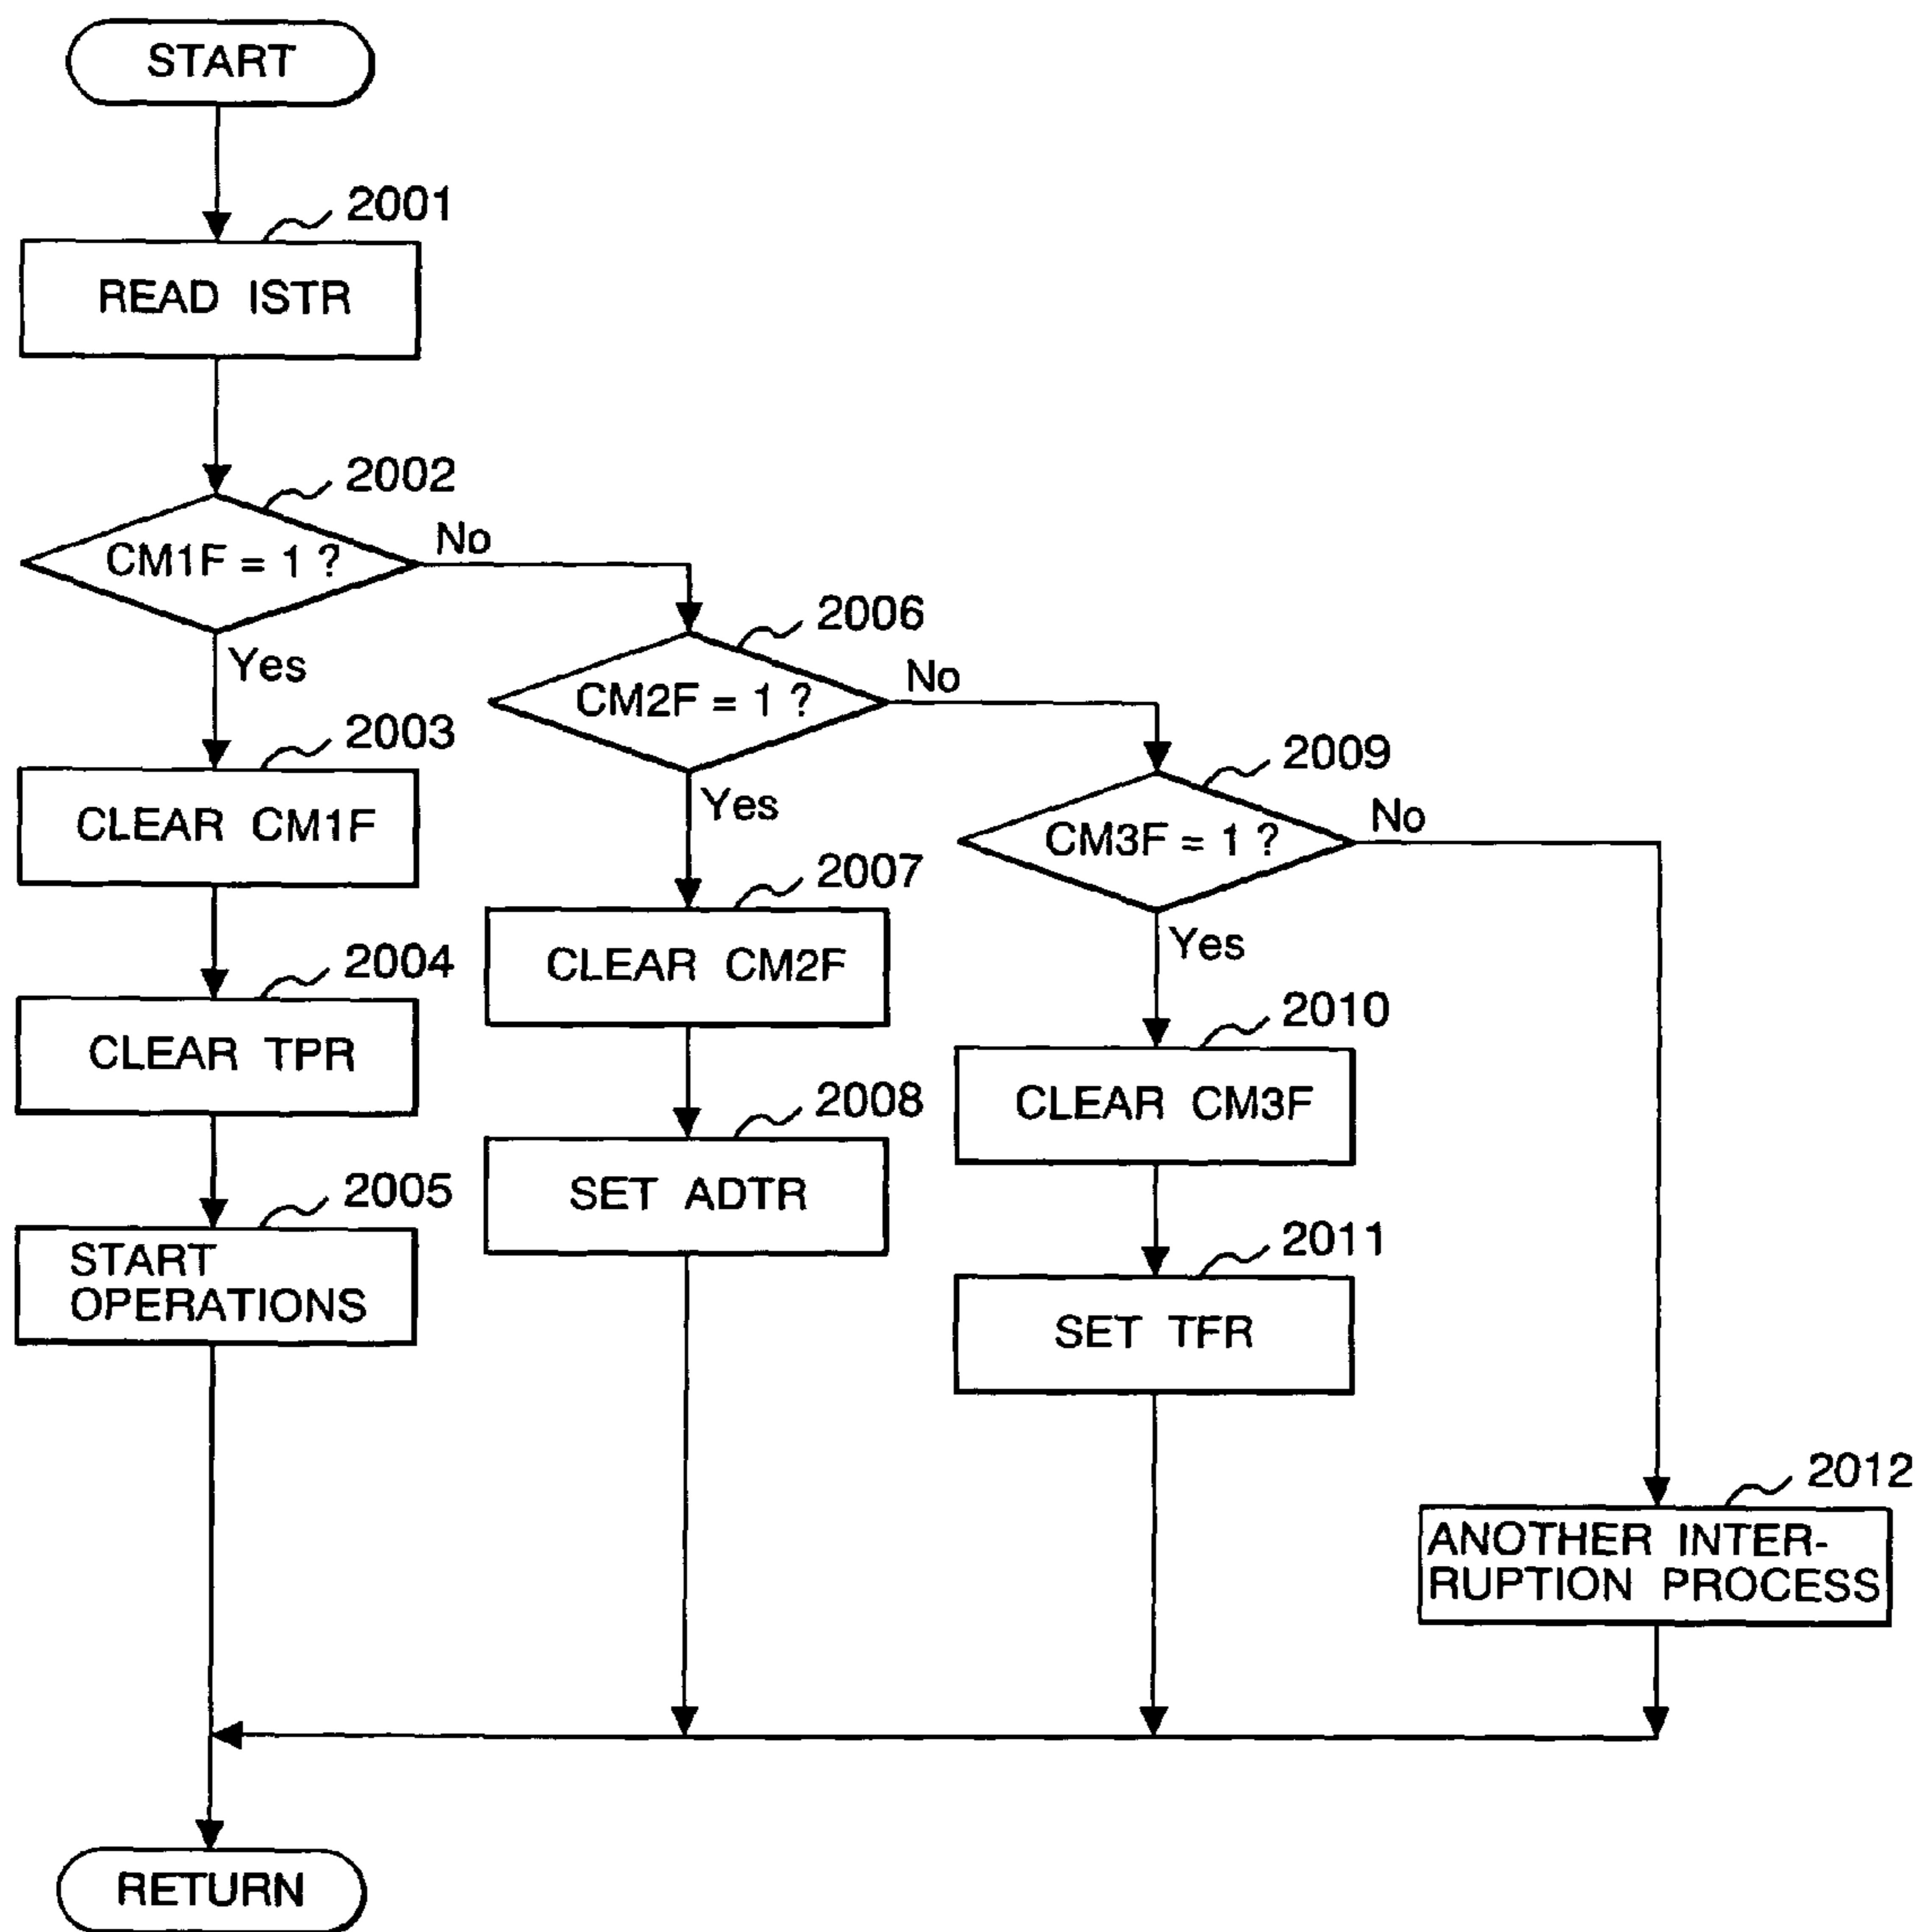 START
2001
READ ISTR
2002
CM1F = 1 ?
No
Yes
2003
CLEAR CM1F
2004
CLEAR TPR
2005
START
OPERATIONS
2006
CM2F = 1 ?
No
Yes
2007
CLEAR CM2F
2008
SET ADTR
2009
CM3F = 1 ?
No
Yes
2010
CLEAR CM3F
2011
SET TFR
2012
ANOTHER INTER-
RUPTION PROCESS
RETURN